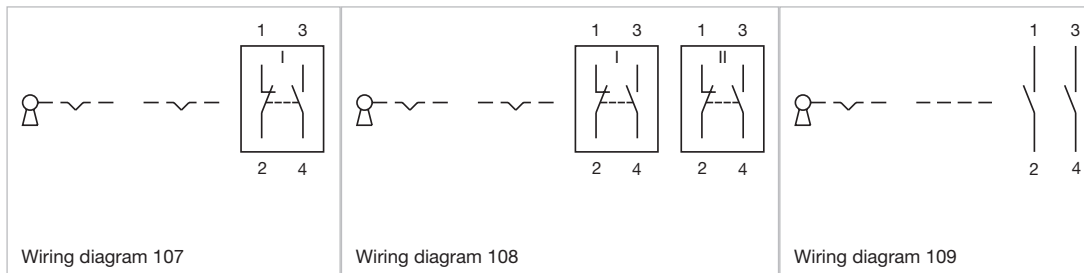 1 3
I
2 4
Wiring diagram 107
1 3 1 3
I II
2 4 2 4
Wiring diagram 108
1 3
2 4
Wiring diagram 109